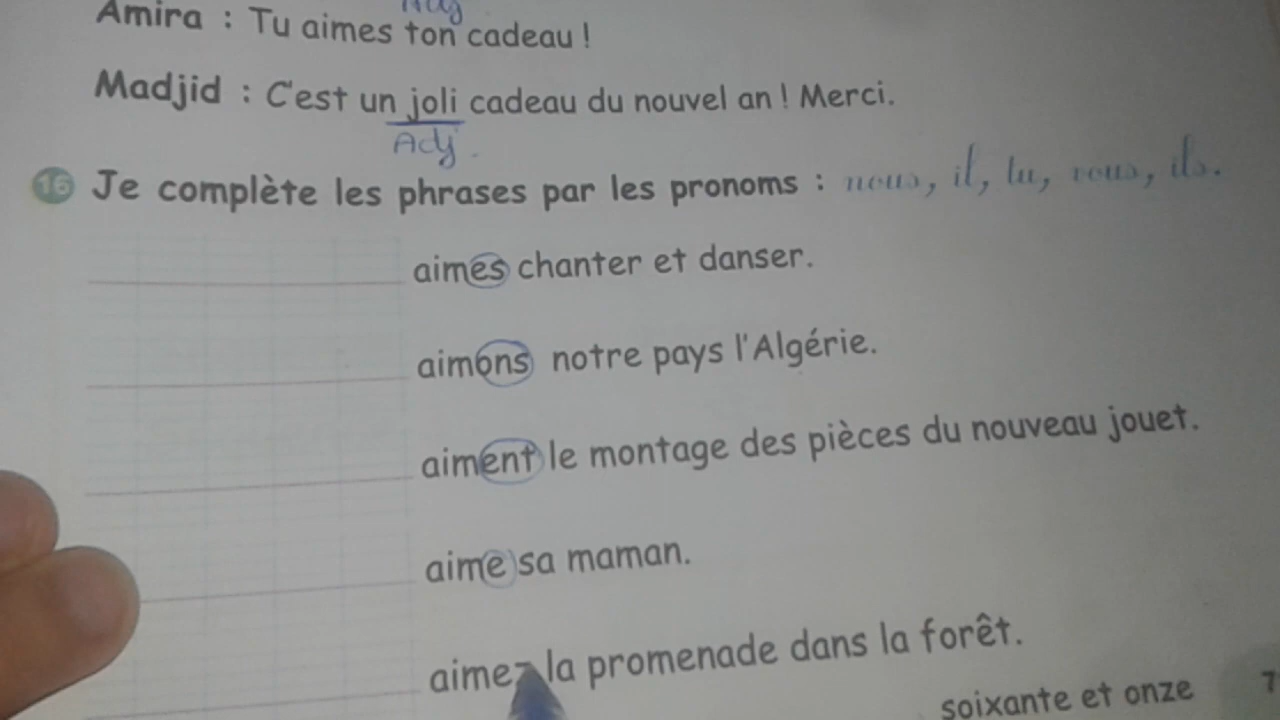 Adj
Amira : Tu aimes ton cadeau !
Madjid : C'est un joli cadeau du nouvel an ! Merci.
Adj.
16 Je complète les phrases par les pronoms : nous, il, tu, vous, ils.
aimes chanter et danser.
aimons notre pays l'Algérie.
aiment le montage des pièces du nouveau jouet.
aime sa maman.
aimez la promenade dans la forêt.
soixante et onze 7